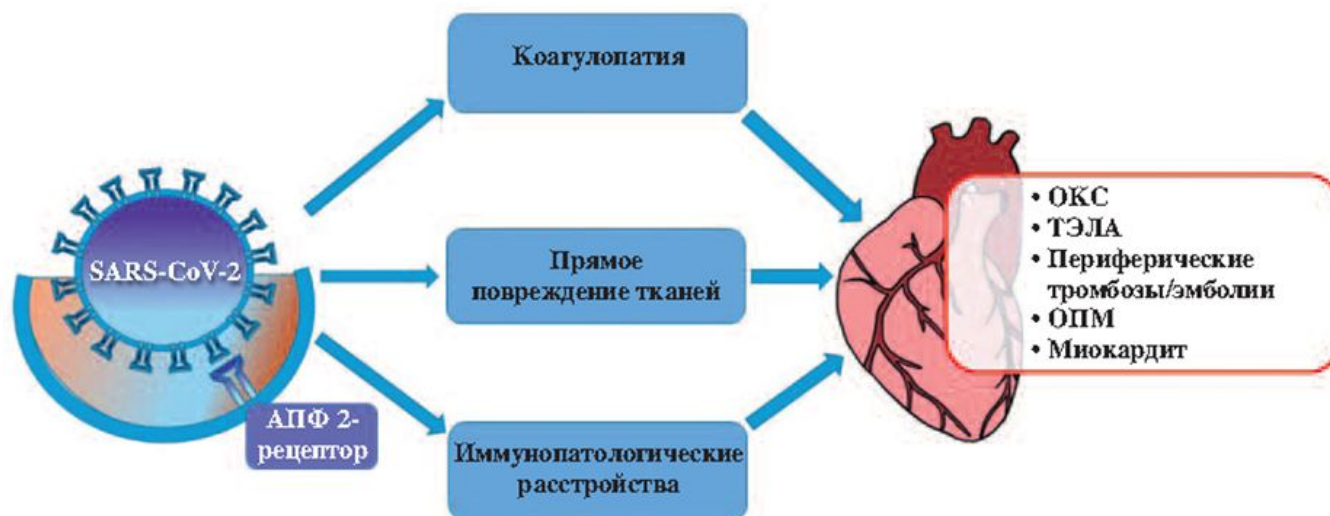 Коагулопатия
SARS-CoV-2
АПФ 2-
рецептор
Прямое
повреждение тканей
Иммунопатологические
расстройства
• ОКС
• ТЭЛА
• Периферические
тромбозы/эмболии
• ОПМ
• Миокардит